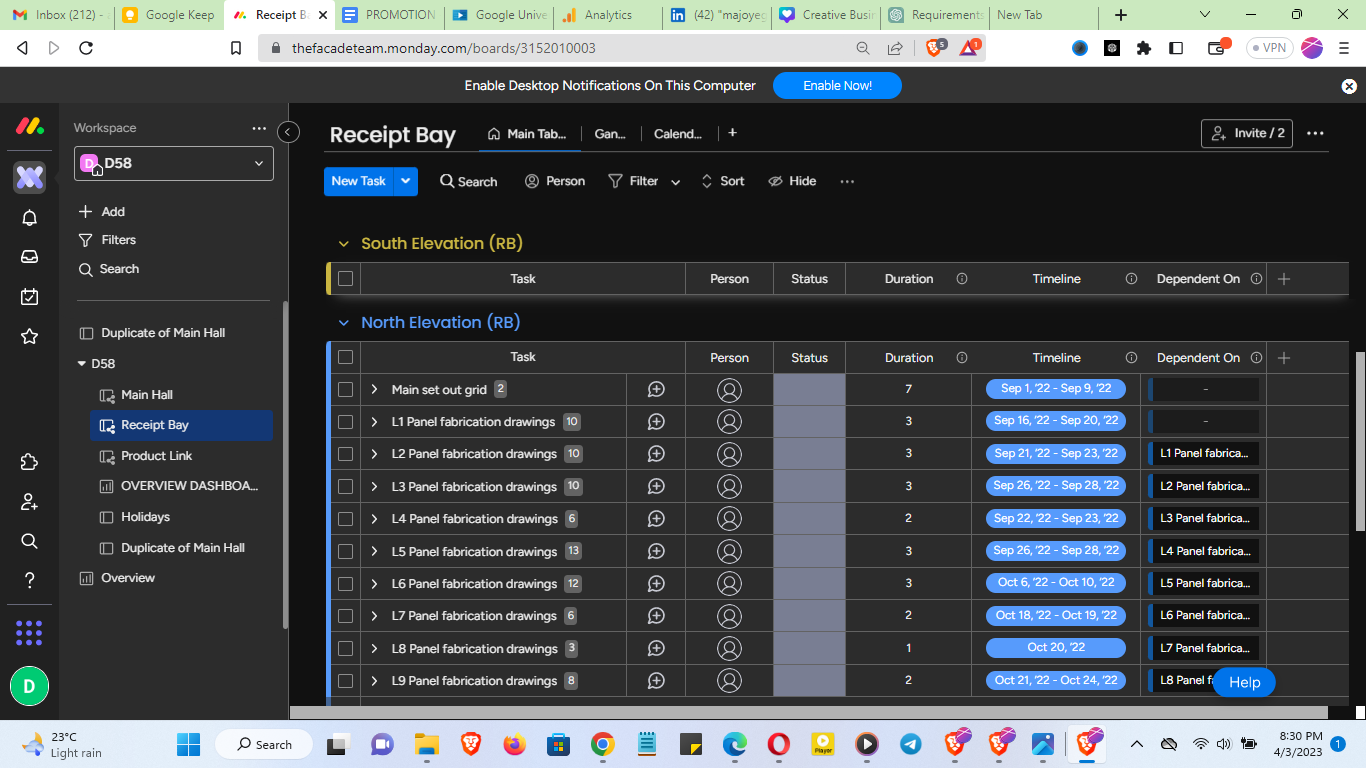 Inbox (212) -
Google Keep
Receipt B
PROMOTION
Google Unive
Analytics
(42) "majoyeg
Creative Busi
Requirements
New Tab
thefacadeteam.monday.com/boards/3152010003
5
1
VPN
Enable Desktop Notifications On This Computer
Enable Now!
Workspace
D D58
Add
Filters
Search
Duplicate of Main Hall
D58
Main Hall
Receipt Bay
Product Link
OVERVIEW DASHBOA...
Holidays
Duplicate of Main Hall
Overview
D
Receipt Bay
Main Tab...
Gan...
Calend...
Invite / 2
New Task
Search
Person
Filter
Sort
Hide
South Elevation (RB)
Task Person Status Duration Timeline Dependent On
North Elevation (RB)
Task Person Status Duration Timeline Dependent On
Main set out grid 2 7 Sep 1, '22 - Sep 9, '22 -
L1 Panel fabrication drawings 10 3 Sep 16, '22 - Sep 20, '22 -
L2 Panel fabrication drawings 10 3 Sep 21, '22 - Sep 23, '22 L1 Panel fabrica...
L3 Panel fabrication drawings 10 3 Sep 26, '22 - Sep 28, '22 L2 Panel fabrica...
L4 Panel fabrication drawings 6 2 Sep 22, '22 - Sep 23, '22 L3 Panel fabrica...
L5 Panel fabrication drawings 13 3 Sep 26, '22 - Sep 28, '22 L4 Panel fabrica...
L6 Panel fabrication drawings 12 3 Oct 6, '22 - Oct 10, '22 L5 Panel fabrica...
L7 Panel fabrication drawings 6 2 Oct 18, '22 - Oct 19, '22 L6 Panel fabrica...
L8 Panel fabrication drawings 3 1 Oct 20, '22 L7 Panel fabrica...
L9 Panel fabrication drawings 8 2 Oct 21, '22 - Oct 24, '22 L8 Panel f
Help
23°C
Light rain
Search
Player
8:30 PM
4/3/2023
1